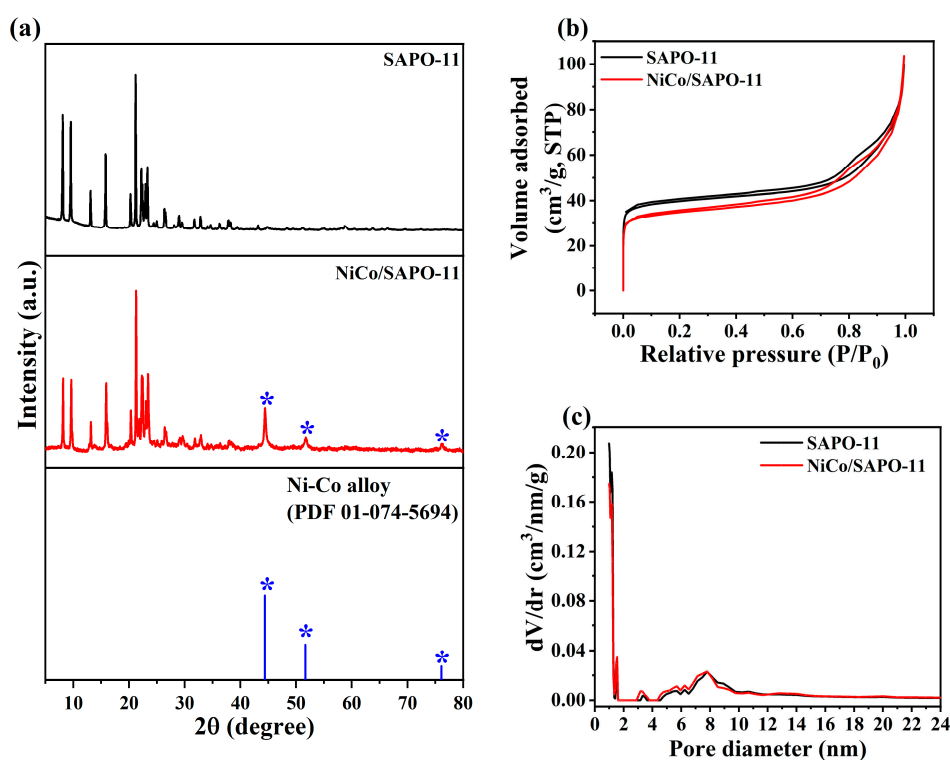 (a)
SAPO-11
NiCo/SAPO-11
Ni-Co alloy
(PDF 01-074-5694)
*
*
*
*
*
*
Intensity (a.u.)
10 20 30 40 50 60 70 80
2θ (degree)
(b)
SAPO-11
NiCo/SAPO-11
Volume adsorbed
(cm³/g, STP)
100
80
60
40
20
0
0.0 0.2 0.4 0.6 0.8 1.0
Relative pressure (P/P₀)
(c)
SAPO-11
NiCo/SAPO-11
dV/dr (cm³/nm/g)
0.20
0.16
0.12
0.08
0.04
0.00
0 2 4 6 8 10 12 14 16 18 20 22 24
Pore diameter (nm)